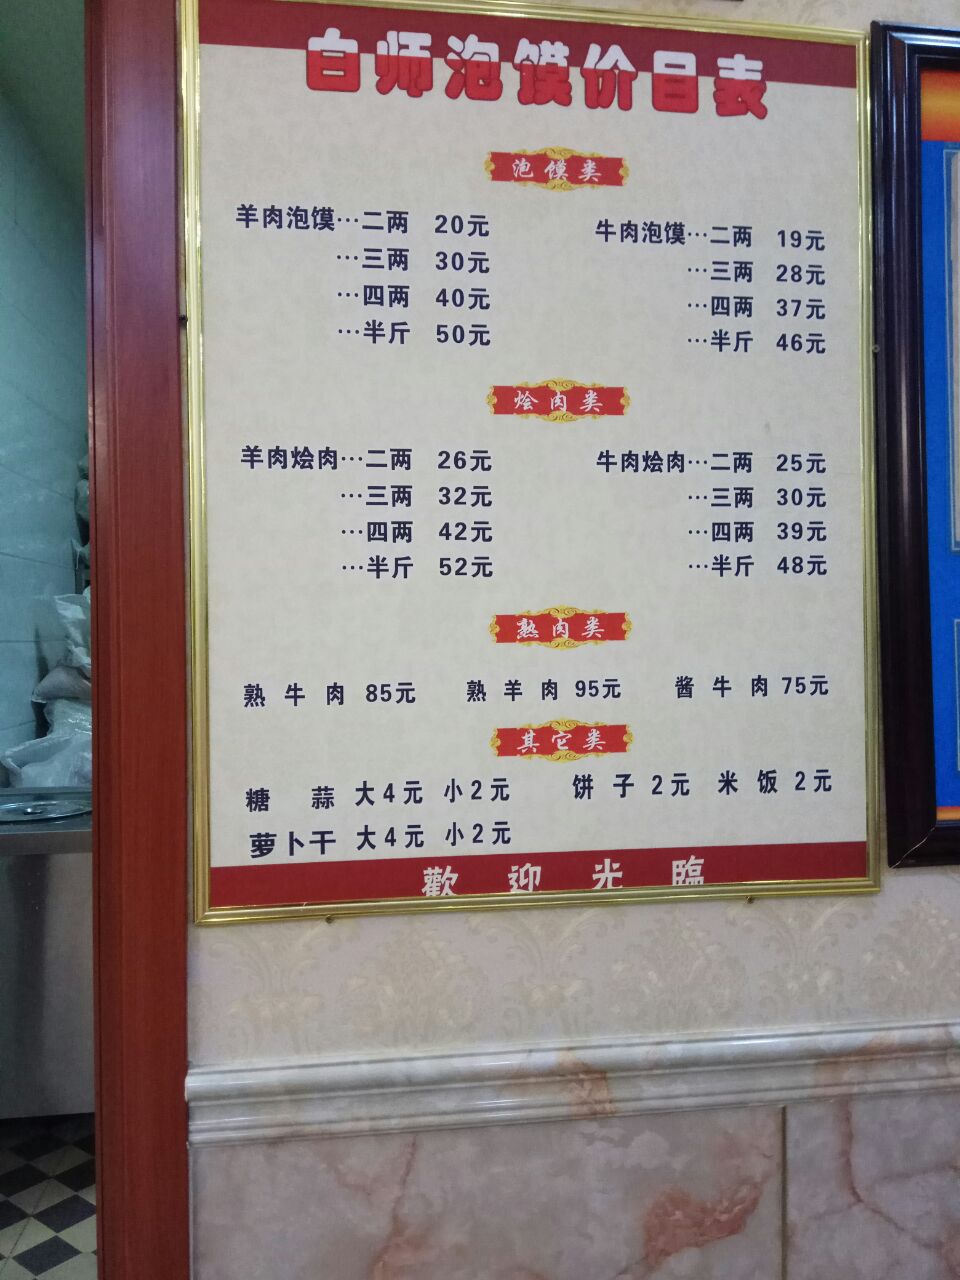 白师泡馍价目表
泡馍类
羊肉泡馍···二两 20元 牛肉泡馍···二两 19元
···三两 30元 ···三两 28元
···四两 40元 ···四两 37元
···半斤 50元 ···半斤 46元
烩肉类
羊肉烩肉···二两 26元 牛肉烩肉···二两 25元
···三两 32元 ···三两 30元
···四两 42元 ···四两 39元
···半斤 52元 ···半斤 48元
熟肉类
熟牛肉 85元 熟羊肉 95元 酱牛肉 75元
其它类
糖 蒜 大4元 小2元 饼子 2元 米饭 2元
萝卜干 大4元 小2元
歡迎光臨